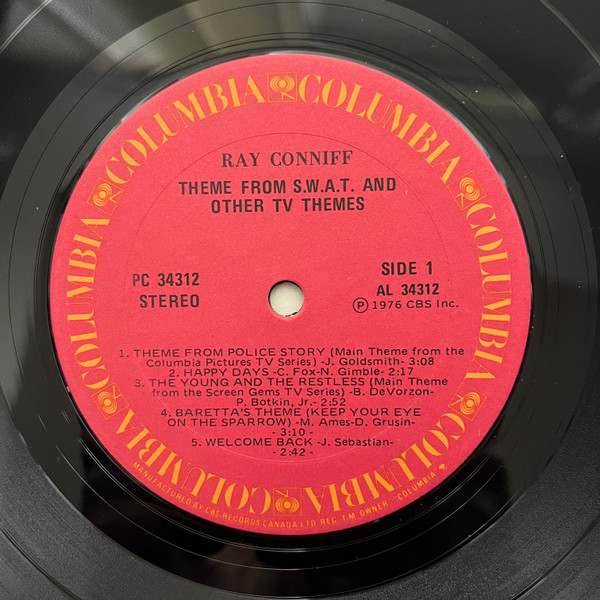 COLUMBIA COLUMBIA COLUMBIA COLUMBIA COLUMBIA COLUMBIA
RAY CONNIFF
THEME FROM S.W.A.T. AND
OTHER TV THEMES
PC 34312
STEREO
SIDE 1
AL 34312
Ⓟ 1976 CBS Inc.
1. THEME FROM POLICE STORY (Main Theme from the
Columbia Pictures TV Series) -J. Goldsmith- 3:08
2. HAPPY DAYS -C. Fox-N. Gimble- 2:17
3. THE YOUNG AND THE RESTLESS (Main Theme
from the Screen Gems TV Series) -B. DeVorzon-
P. Botkin, Jr.- 2:52
4. BARETTA'S THEME (KEEP YOUR EYE
ON THE SPARROW) -M. Ames-D. Grusin-
- 3:10 -
5. WELCOME BACK -J. Sebastian-
- 2:42 -
MANUFACTURED BY CBS RECORDS CANADA LTD REG. T.M. OWNER "COLUMBIA"